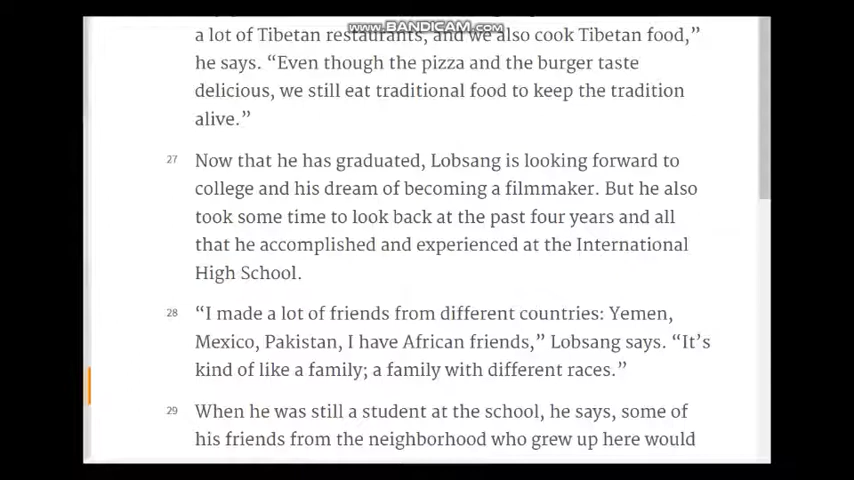 www.BANDICAM.com
a lot of Tibetan restaurants, and we also cook Tibetan food,”
he says. “Even though the pizza and the burger taste
delicious, we still eat traditional food to keep the tradition
alive.”
27 Now that he has graduated, Lobsang is looking forward to
college and his dream of becoming a filmmaker. But he also
took some time to look back at the past four years and all
that he accomplished and experienced at the International
High School.
28 “I made a lot of friends from different countries: Yemen,
Mexico, Pakistan, I have African friends,” Lobsang says. “It’s
kind of like a family; a family with different races.”
29 When he was still a student at the school, he says, some of
his friends from the neighborhood who grew up here would